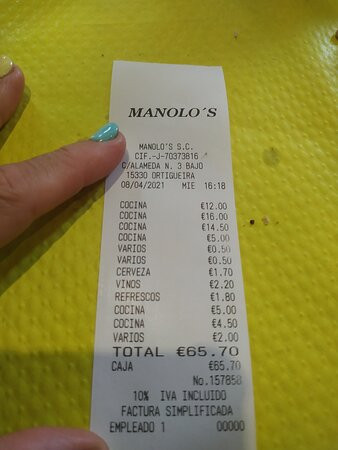 MANOLO´S
MANOLO'S S.C.
CIF.-J-70373816
C/ALAMEDA N. 3 BAJO
15330 ORTIGUEIRA
08/04/2021 MIE 16:18
COCINA €12.00
COCINA €16.00
COCINA €14.50
COCINA €5.00
VARIOS €0.50
VARIOS €0.50
CERVEZA €1.70
VINOS €2.20
REFRESCOS €1.80
COCINA €5.00
COCINA €4.50
VARIOS €2.00
TOTAL €65.70
CAJA €65.70
No.157858
10% IVA INCLUIDO
FACTURA SIMPLIFICADA
EMPLEADO 1 00000